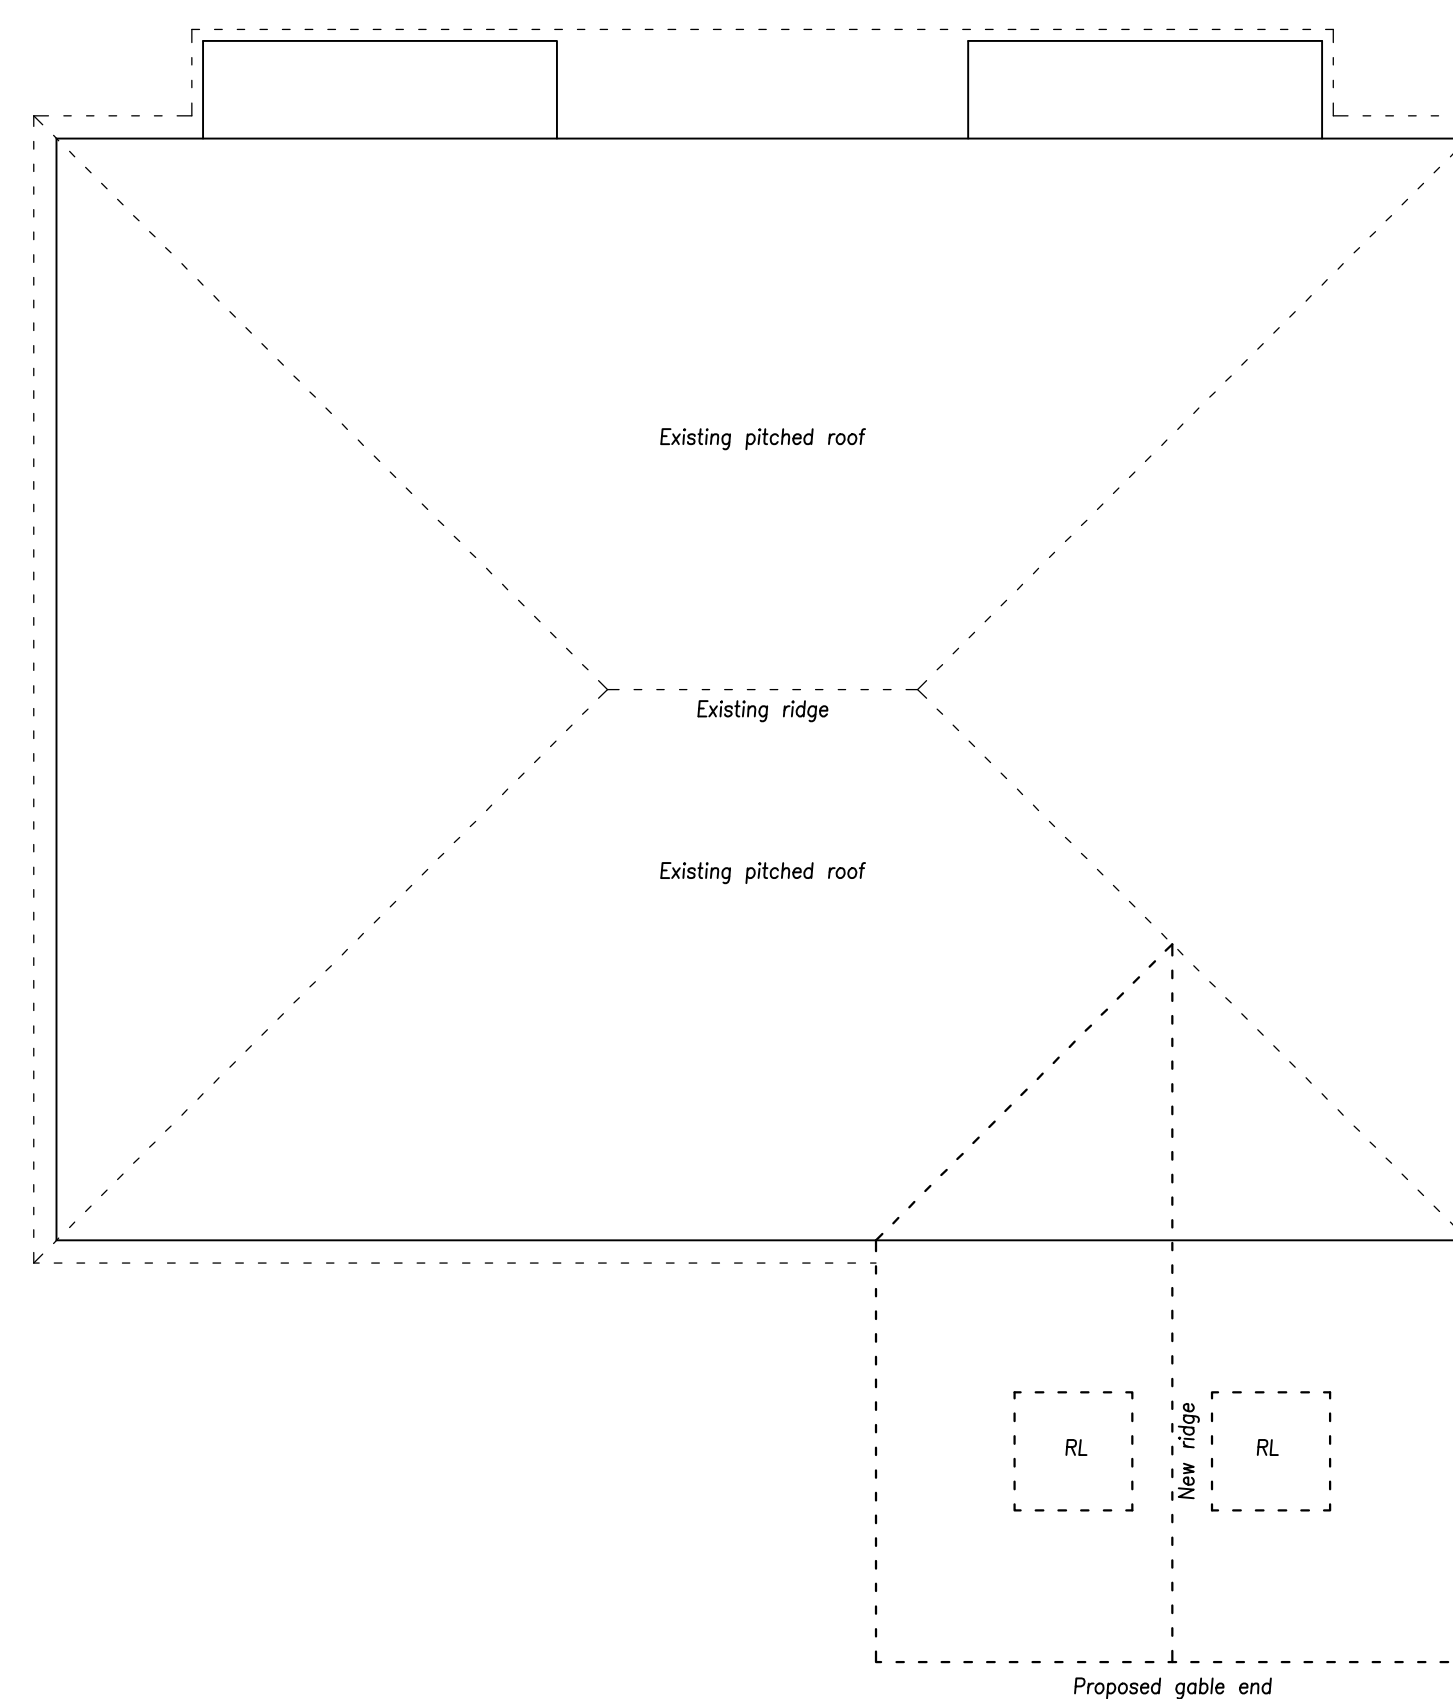 Existing pitched roof
Existing ridge
Existing pitched roof
New ridge
RL
RL
Proposed gable end